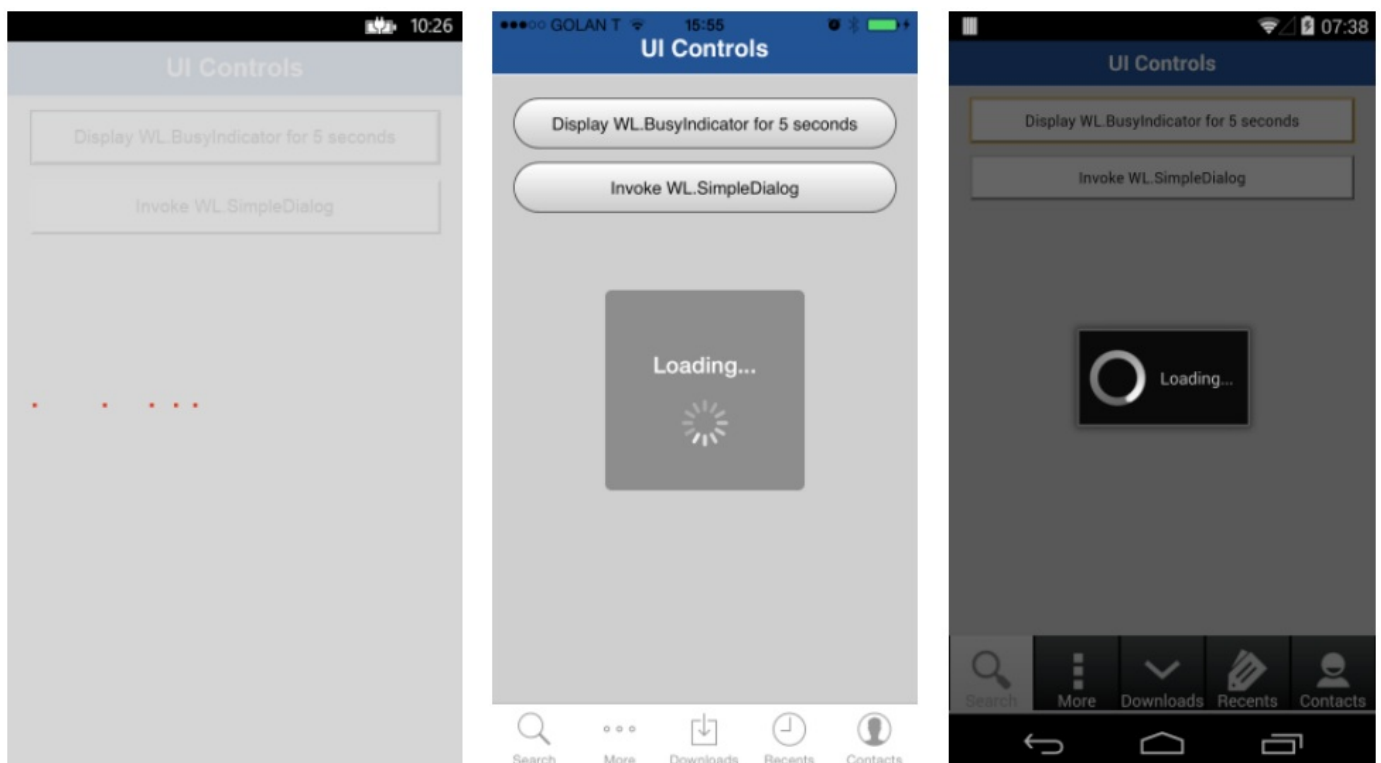 10:26
UI Controls
Display WL.BusyIndicator for 5 seconds
Invoke WL.SimpleDialog
GOLAN T 15:55
UI Controls
Display WL.BusyIndicator for 5 seconds
Invoke WL.SimpleDialog
Loading...
Search More Downloads Recents Contacts
07:38
UI Controls
Display WL.BusyIndicator for 5 seconds
Invoke WL.SimpleDialog
Loading...
Search More Downloads Recents Contacts